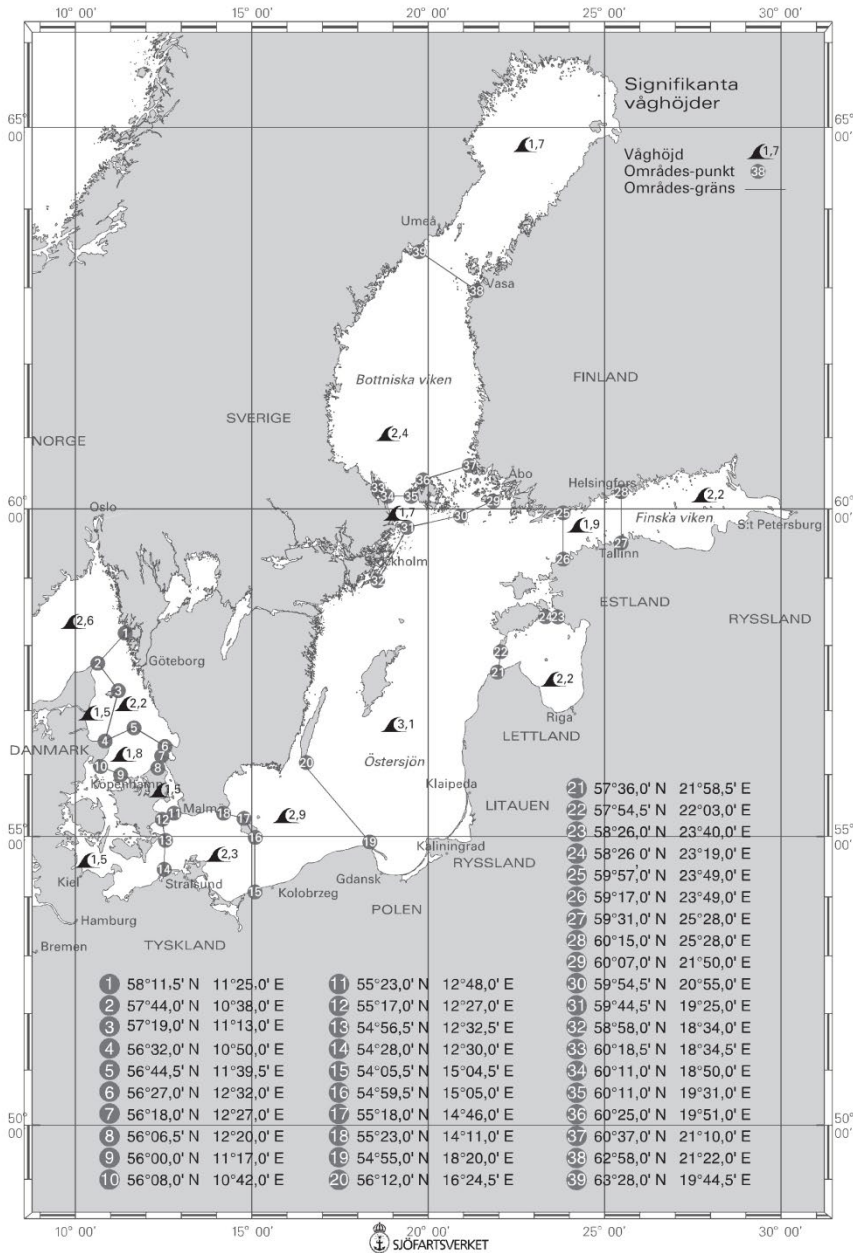 10° 00' 15° 00' 20° 00' 25° 00' 30° 00'
Signifikanta
våghöjder
65°
00'
65°
00'
Våghöjd 1,7
Områdes-punkt 38
Områdes-gräns
1,7
Umeå
39
38
Vasa
Bottniska viken
FINLAND
SVERIGE
2,4
NORGE
37
Åbo
36
33
34
35
29
Helsingfors
28
2,2
Oslo
60°
00'
60°
00'
1,7
30
25
1,9
Finska viken
S:t Petersburg
31
27
Tallinn
26
Stockholm
32
ESTLAND
RYSSLAND
2,6
1
24
23
Göteborg
2
22
21
2,2
3
2,2
1,5
Riga
LETTLAND
3,1
5
4
DANMARK
6
7
1,8
8
10
9
20
Östersjön
Köpenhamn
1,5
Klaipeda
LITAUEN
Malmö
11
12
18
17
2,9
55°
00'
55°
00'
13
16
19
Kaliningrad
RYSSLAND
2,3
1,5
14
Kiel
Stralsund
Gdansk
15
Kolobrzeg
POLEN
Hamburg
Bremen
TYSKLAND
1 58°11,5' N 11°25,0' E
2 57°44,0' N 10°38,0' E
3 57°19,0' N 11°13,0' E
4 56°32,0' N 10°50,0' E
5 56°44,5' N 11°39,5' E
6 56°27,0' N 12°32,0' E
7 56°18,0' N 12°27,0' E
8 56°06,5' N 12°20,0' E
9 56°00,0' N 11°17,0' E
10 56°08,0' N 10°42,0' E
11 55°23,0' N 12°48,0' E
12 55°17,0' N 12°27,0' E
13 54°56,5' N 12°32,5' E
14 54°28,0' N 12°30,0' E
15 54°05,5' N 15°04,5' E
16 54°59,5' N 15°05,0' E
17 55°18,0' N 14°46,0' E
18 55°23,0' N 14°11,0' E
19 54°55,0' N 18°20,0' E
20 56°12,0' N 16°24,5' E
21 57°36,0' N 21°58,5' E
22 57°54,5' N 22°03,0' E
23 58°26,0' N 23°40,0' E
24 58°26 0' N 23°19,0' E
25 59°57,0' N 23°49,0' E
26 59°17,0' N 23°49,0' E
27 59°31,0' N 25°28,0' E
28 60°15,0' N 25°28,0' E
29 60°07,0' N 21°50,0' E
30 59°54,5' N 20°55,0' E
31 59°44,5' N 19°25,0' E
32 58°58,0' N 18°34,0' E
33 60°18,5' N 18°34,5' E
34 60°11,0' N 18°50,0' E
35 60°11,0' N 19°31,0' E
36 60°25,0' N 19°51,0' E
37 60°37,0' N 21°10,0' E
38 62°58,0' N 21°22,0' E
39 63°28,0' N 19°44,5' E
50°
00'
50°
00'
10° 00' 15° 00' 20° 00' 25° 00' 30° 00'
SJÖFARTSVERKET